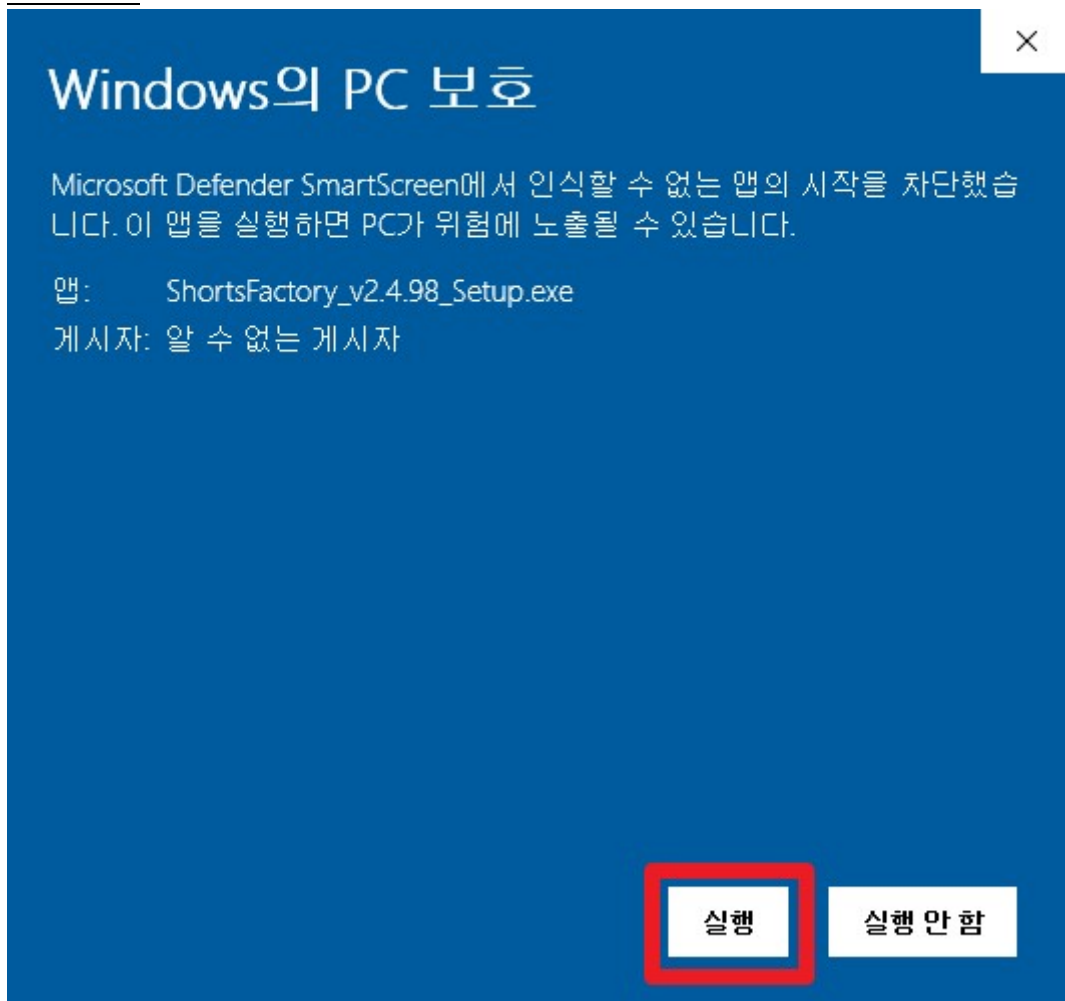 Windows의 PC 보호
Microsoft Defender SmartScreen에서 인식할 수 없는 앱의 시작을 차단했습
니다. 이 앱을 실행하면 PC가 위험에 노출될 수 있습니다.
앱: ShortsFactory_v2.4.98_Setup.exe
게시자: 알 수 없는 게시자
실행 실행 안 함